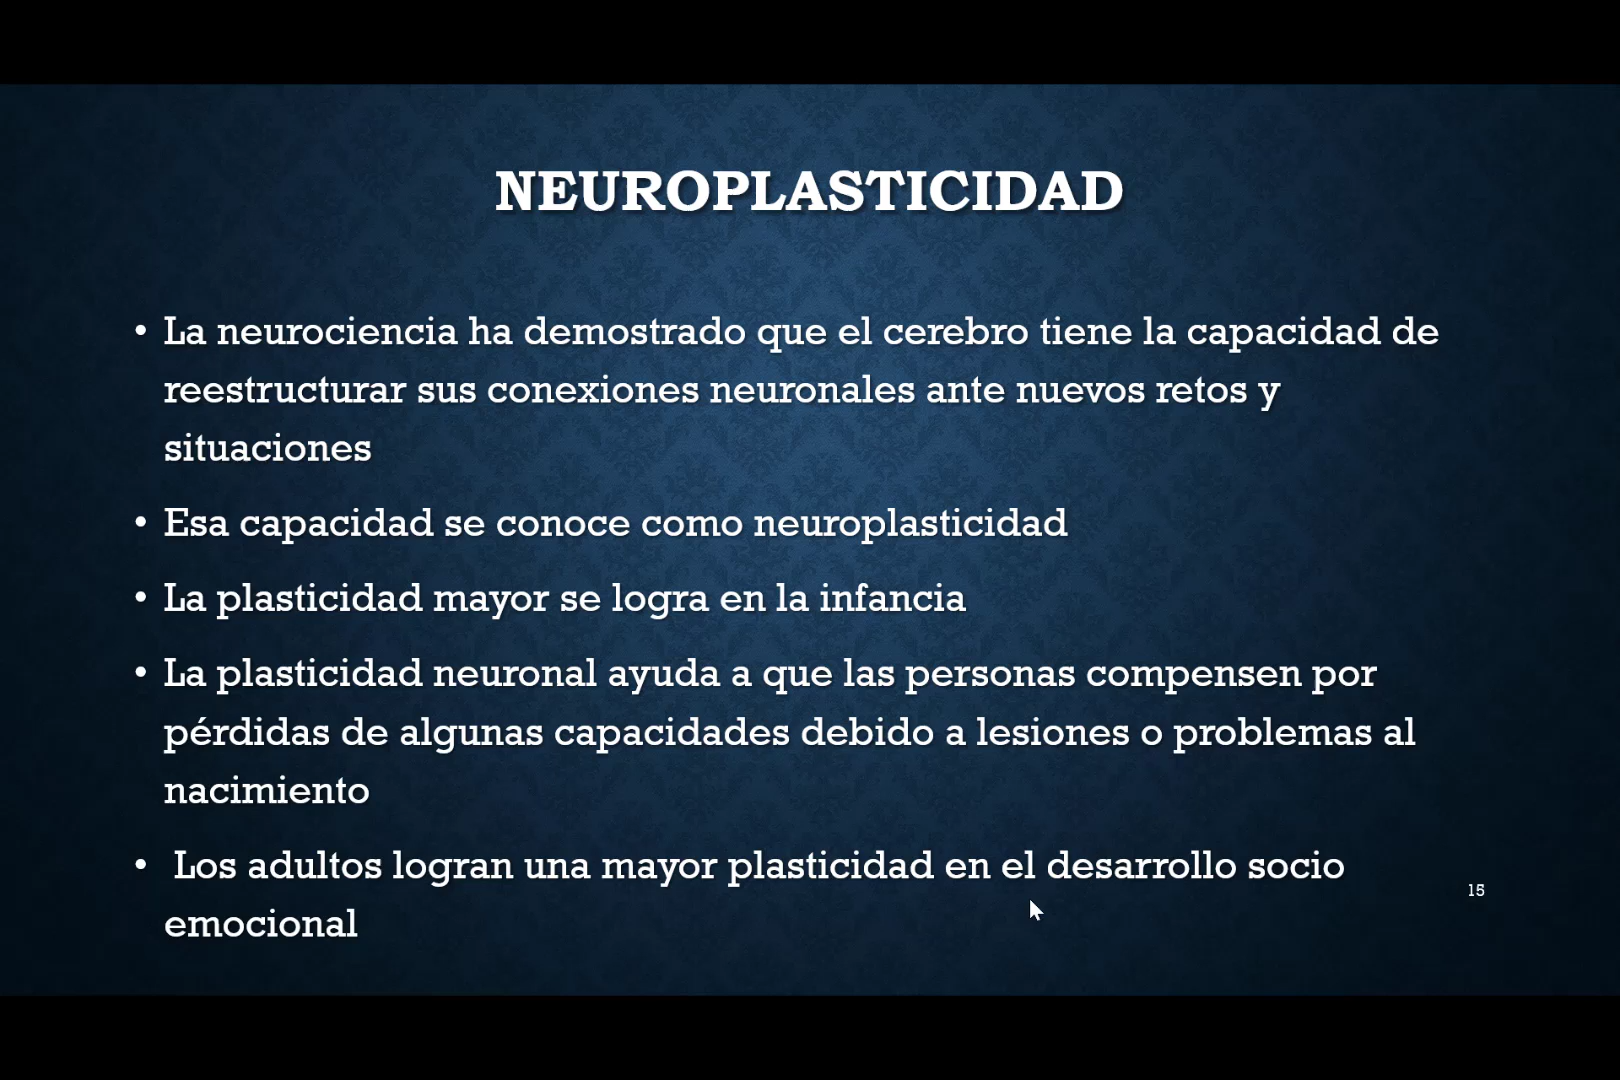 NEUROPLASTICIDAD
• La neurociencia ha demostrado que el cerebro tiene la capacidad de
reestructurar sus conexiones neuronales ante nuevos retos y
situaciones
• Esa capacidad se conoce como neuroplasticidad
• La plasticidad mayor se logra en la infancia
• La plasticidad neuronal ayuda a que las personas compensen por
pérdidas de algunas capacidades debido a lesiones o problemas al
nacimiento
• Los adultos logran una mayor plasticidad en el desarrollo socio
emocional
15